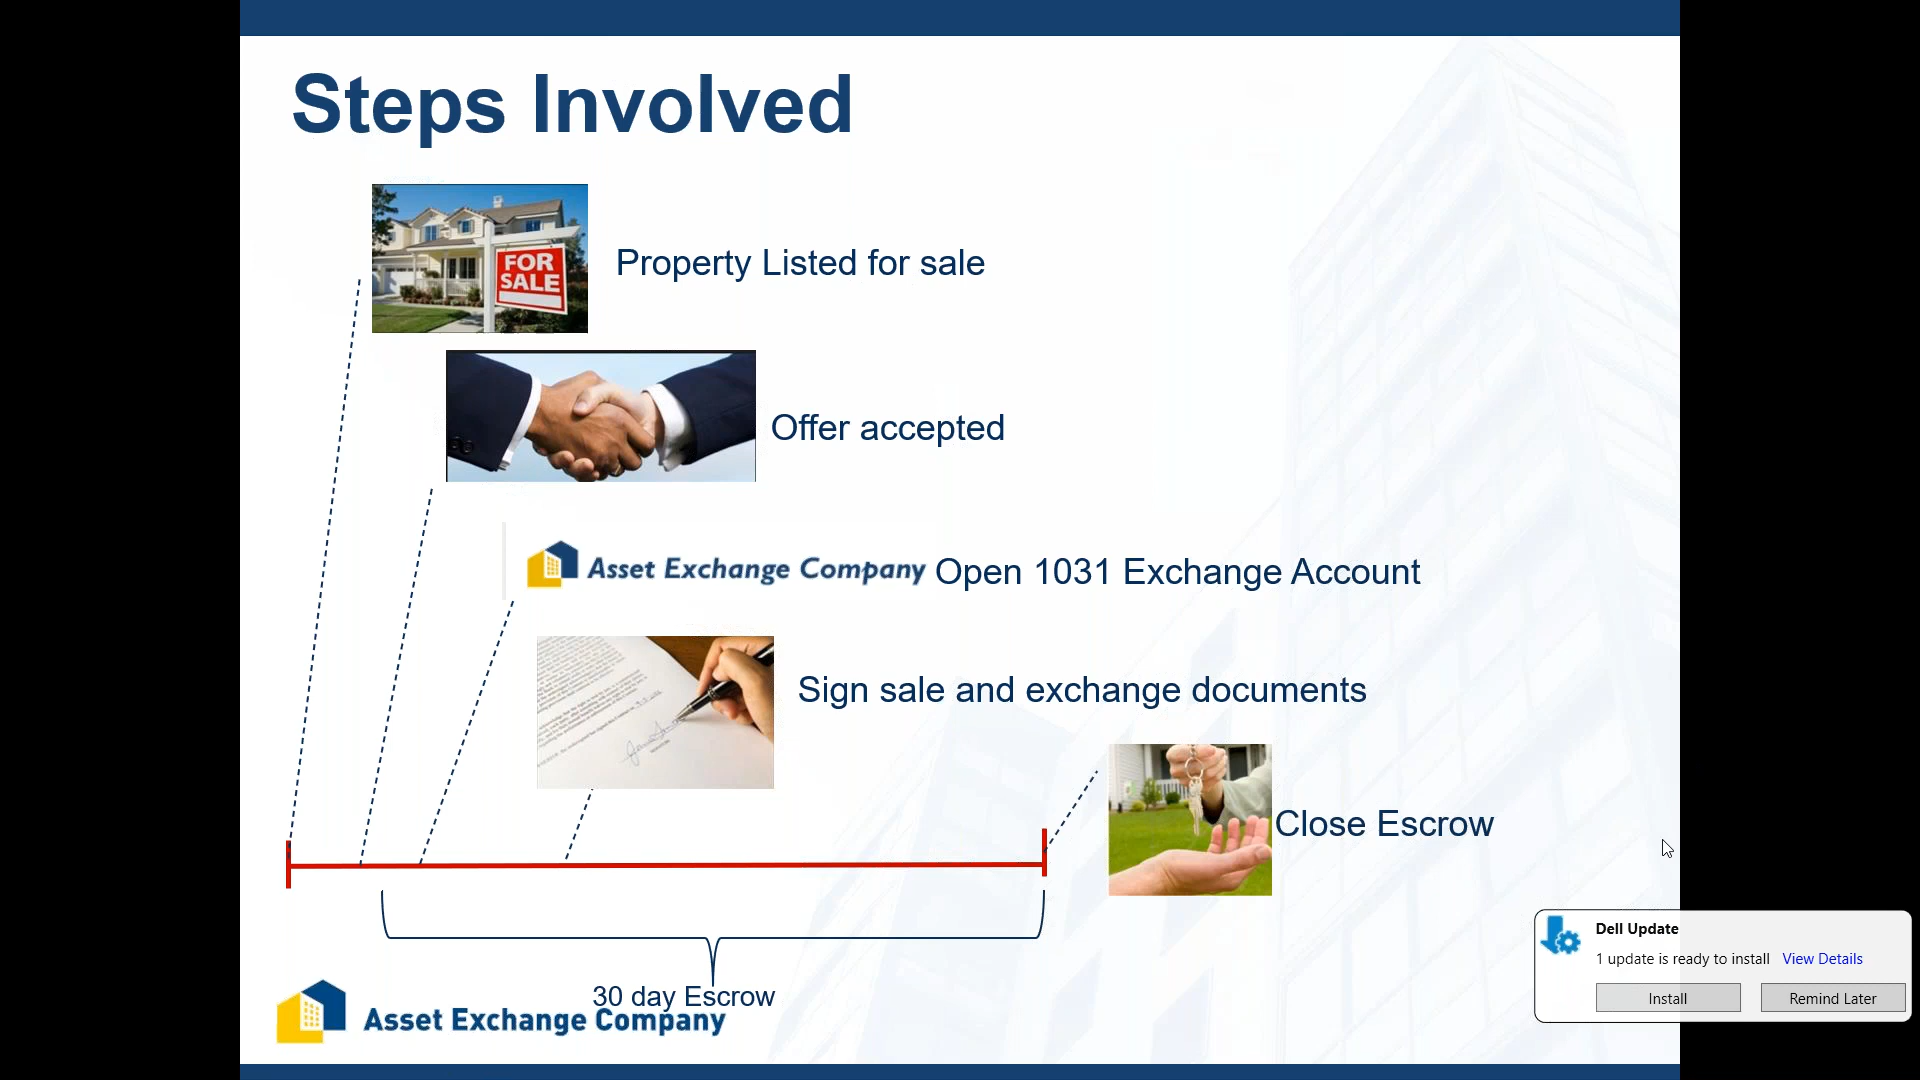 Steps Involved
FOR
SALE
Property Listed for sale
Offer accepted
Asset Exchange Company Open 1031 Exchange Account
Sign sale and exchange documents
Close Escrow
30 day Escrow
Asset Exchange Company
Dell Update
1 update is ready to install View Details
Install Remind Later